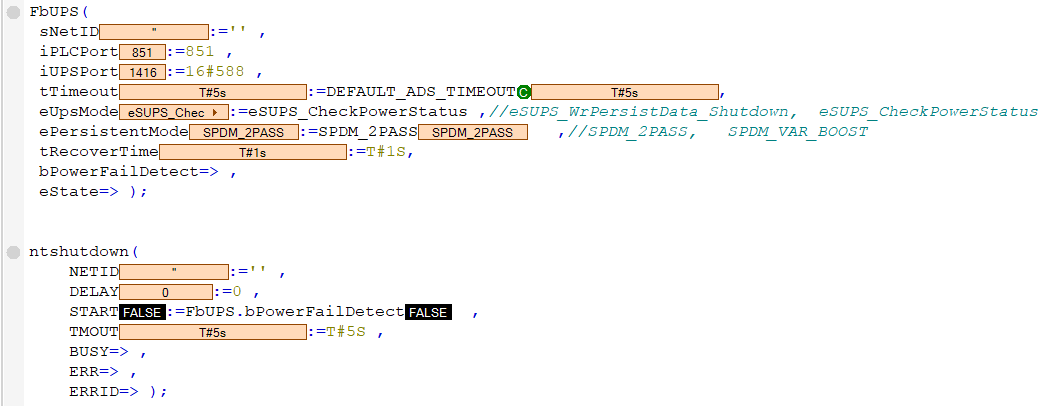 FbUPS(
sNetID " :='' ,
iPLCPort 851 :=851 ,
iUPSPort 1416 :=16#588 ,
tTimeout T#5s :=DEFAULT_ADS_TIMEOUT C T#5s ,
eUpsMode eSUPS_Chec :=eSUPS_CheckPowerStatus ,//eSUPS_WrPersistData_Shutdown, eSUPS_CheckPowerStatus
ePersistentMode SPDM_2PASS :=SPDM_2PASS SPDM_2PASS ,//SPDM_2PASS, SPDM_VAR_BOOST
tRecoverTime T#1s :=T#1S,
bPowerFailDetect=> ,
eState=> );
ntshutdown(
NETID " :='' ,
DELAY 0 :=0 ,
START FALSE :=FbUPS.bPowerFailDetect FALSE ,
TMOUT T#5s :=T#5S ,
BUSY=> ,
ERR=> ,
ERRID=> );